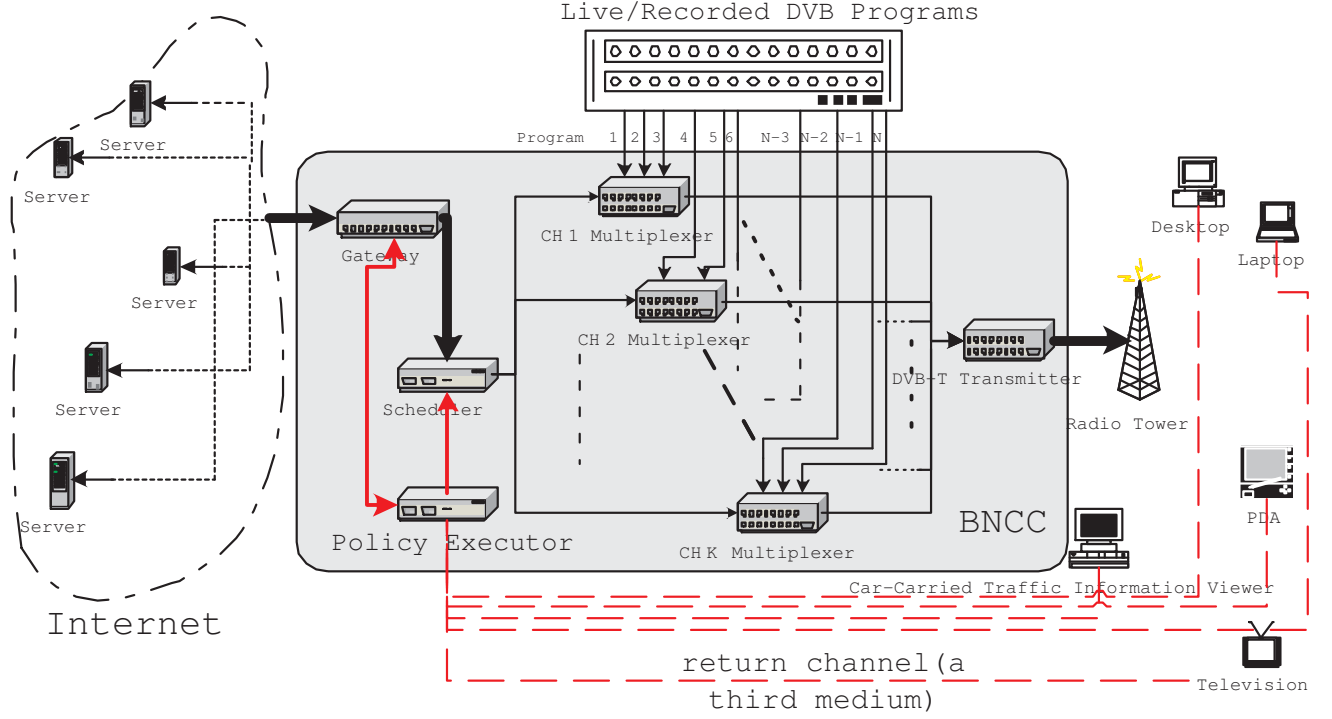 Live/Recorded DVB Programs
Program 1 2 3 4 5 6 N-3 N-2 N-1 N
Server
Server
Server
Server
Server
Internet
Gateway
Scheduler
Policy Executor
CH 1 Multiplexer
CH 2 Multiplexer
CH K Multiplexer
DVB-T Transmitter
BNCC
Desktop
Laptop
Radio Tower
PDA
Car-Carried Traffic Information Viewer
Television
return channel(a
third medium)